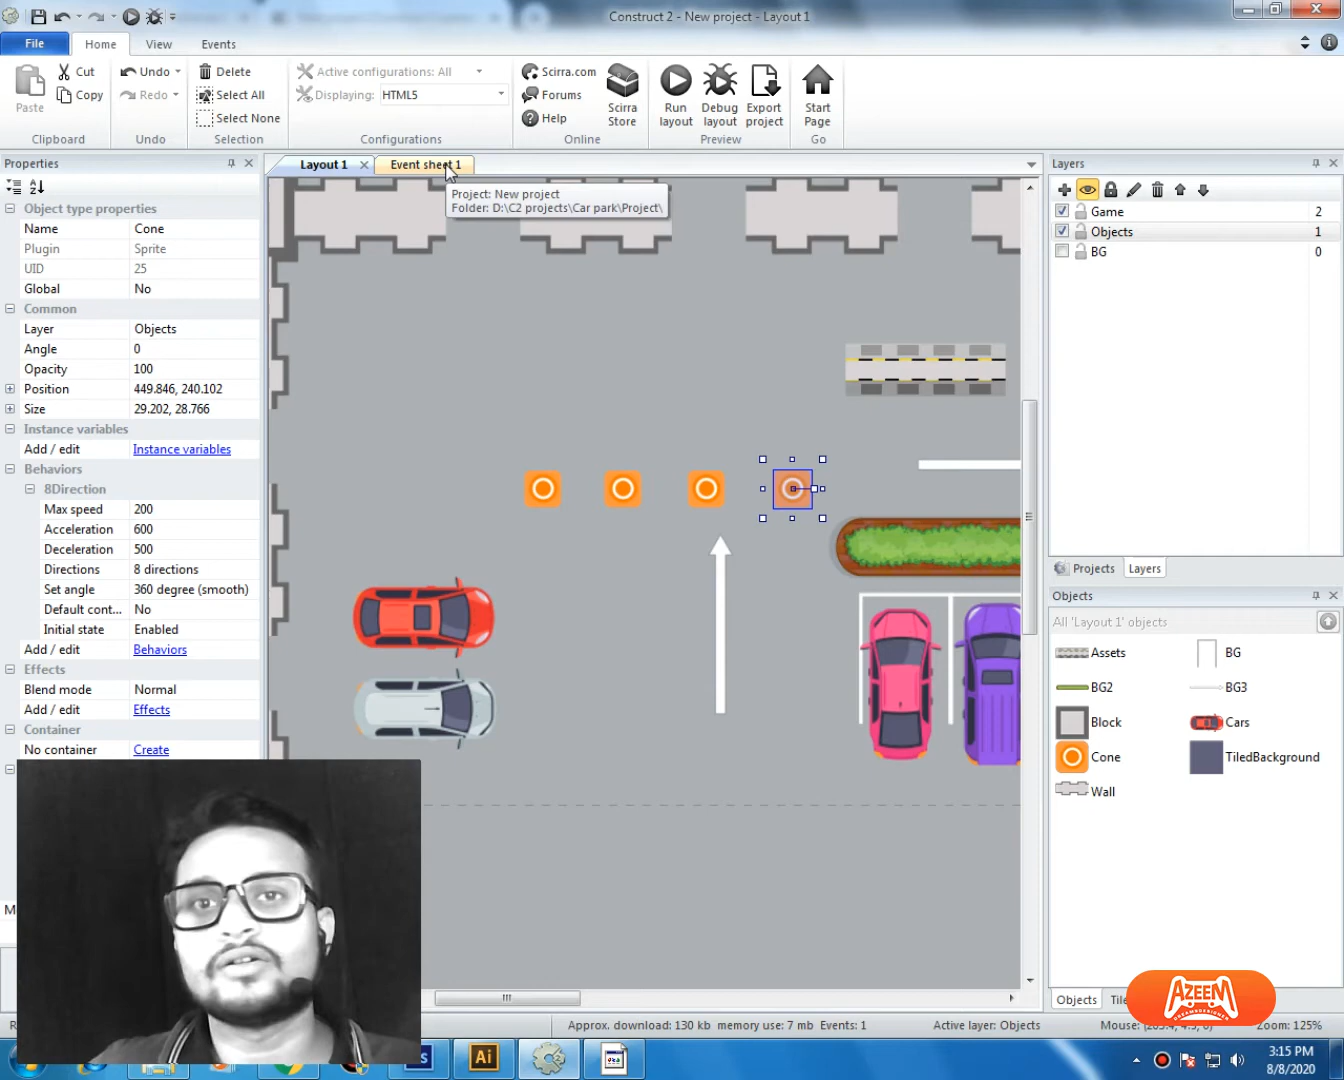 Construct 2 - New project - Layout 1
File Home View Events
Paste Cut Copy Clipboard
Undo Redo Undo
Delete Select All Select None Selection
Active configurations: All
Displaying: HTML5
Configurations
Scirra.com Forums Help Scirra Store Online
Run layout Debug layout Export project Preview
Start Page Go
Properties
Layout 1 Event sheet 1
Project: New project
Folder: D:\C2 projects\Car park\Project\
Object type properties
Name Cone
Plugin Sprite
UID 25
Global No
Common
Layer Objects
Angle 0
Opacity 100
Position 449.846, 240.102
Size 29.202, 28.766
Instance variables
Add / edit Instance variables
Behaviors
8Direction
Max speed 200
Acceleration 600
Deceleration 500
Directions 8 directions
Set angle 360 degree (smooth)
Default cont... No
Initial state Enabled
Add / edit Behaviors
Effects
Blend mode Normal
Add / edit Effects
Container
No container Create
Layers
Game 2
Objects 1
BG 0
Projects Layers
Objects
All 'Layout 1' objects
Assets BG
BG2 BG3
Block Cars
Cone TiledBackground
Wall
Objects
AZEEM
DREAMDESIGNER
Approx. download: 130 kb memory use: 7 mb Events: 1
Active layer: Objects
Zoom: 125%
Ai
3:15 PM
8/8/2020